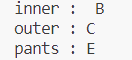 inner :  B
outer : C
pants : E